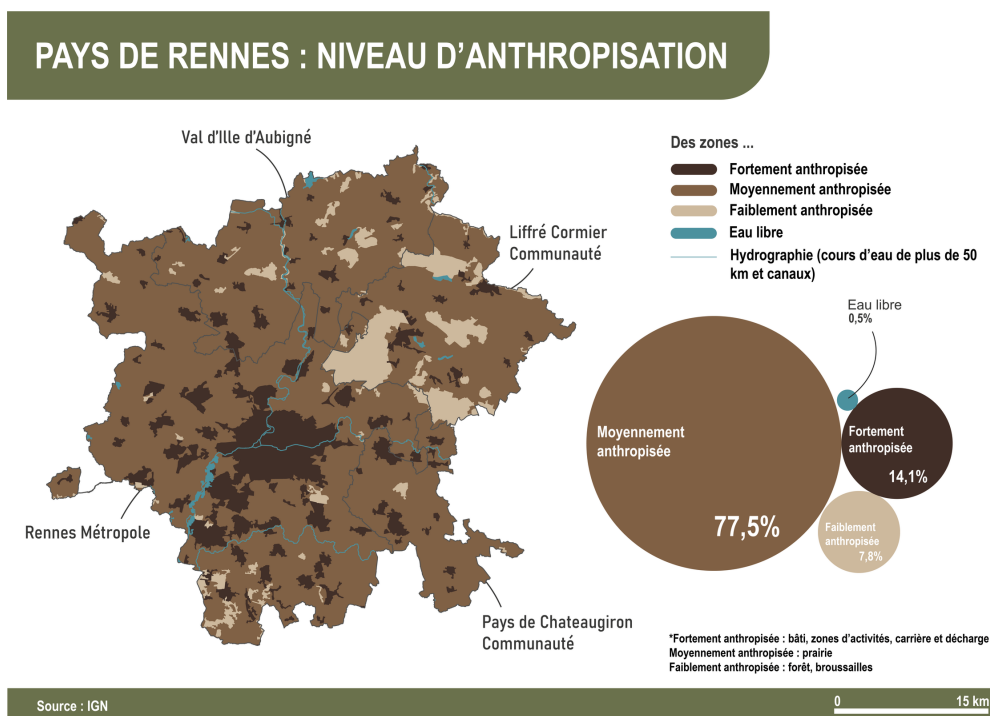 PAYS DE RENNES : NIVEAU D'ANTHROPISATION
Val d'Ille d'Aubigné
Liffré Cormier
Communauté
Rennes Métropole
Pays de Chateaugiron
Communauté
Des zones ...
Fortement anthropisée
Moyennement anthropisée
Faiblement anthropisée
Eau libre
Hydrographie (cours d'eau de plus de 50
km et canaux)
Eau libre
0,5%
Moyennement
anthropisée
77,5%
Fortement
anthropisée
14,1%
Faiblement
anthropisée
7,8%
*Fortement anthropisée : bâti, zones d'activités, carrière et décharge
Moyennement anthropisée : prairie
Faiblement anthropisée : forêt, broussailles
Source : IGN
0 15 km